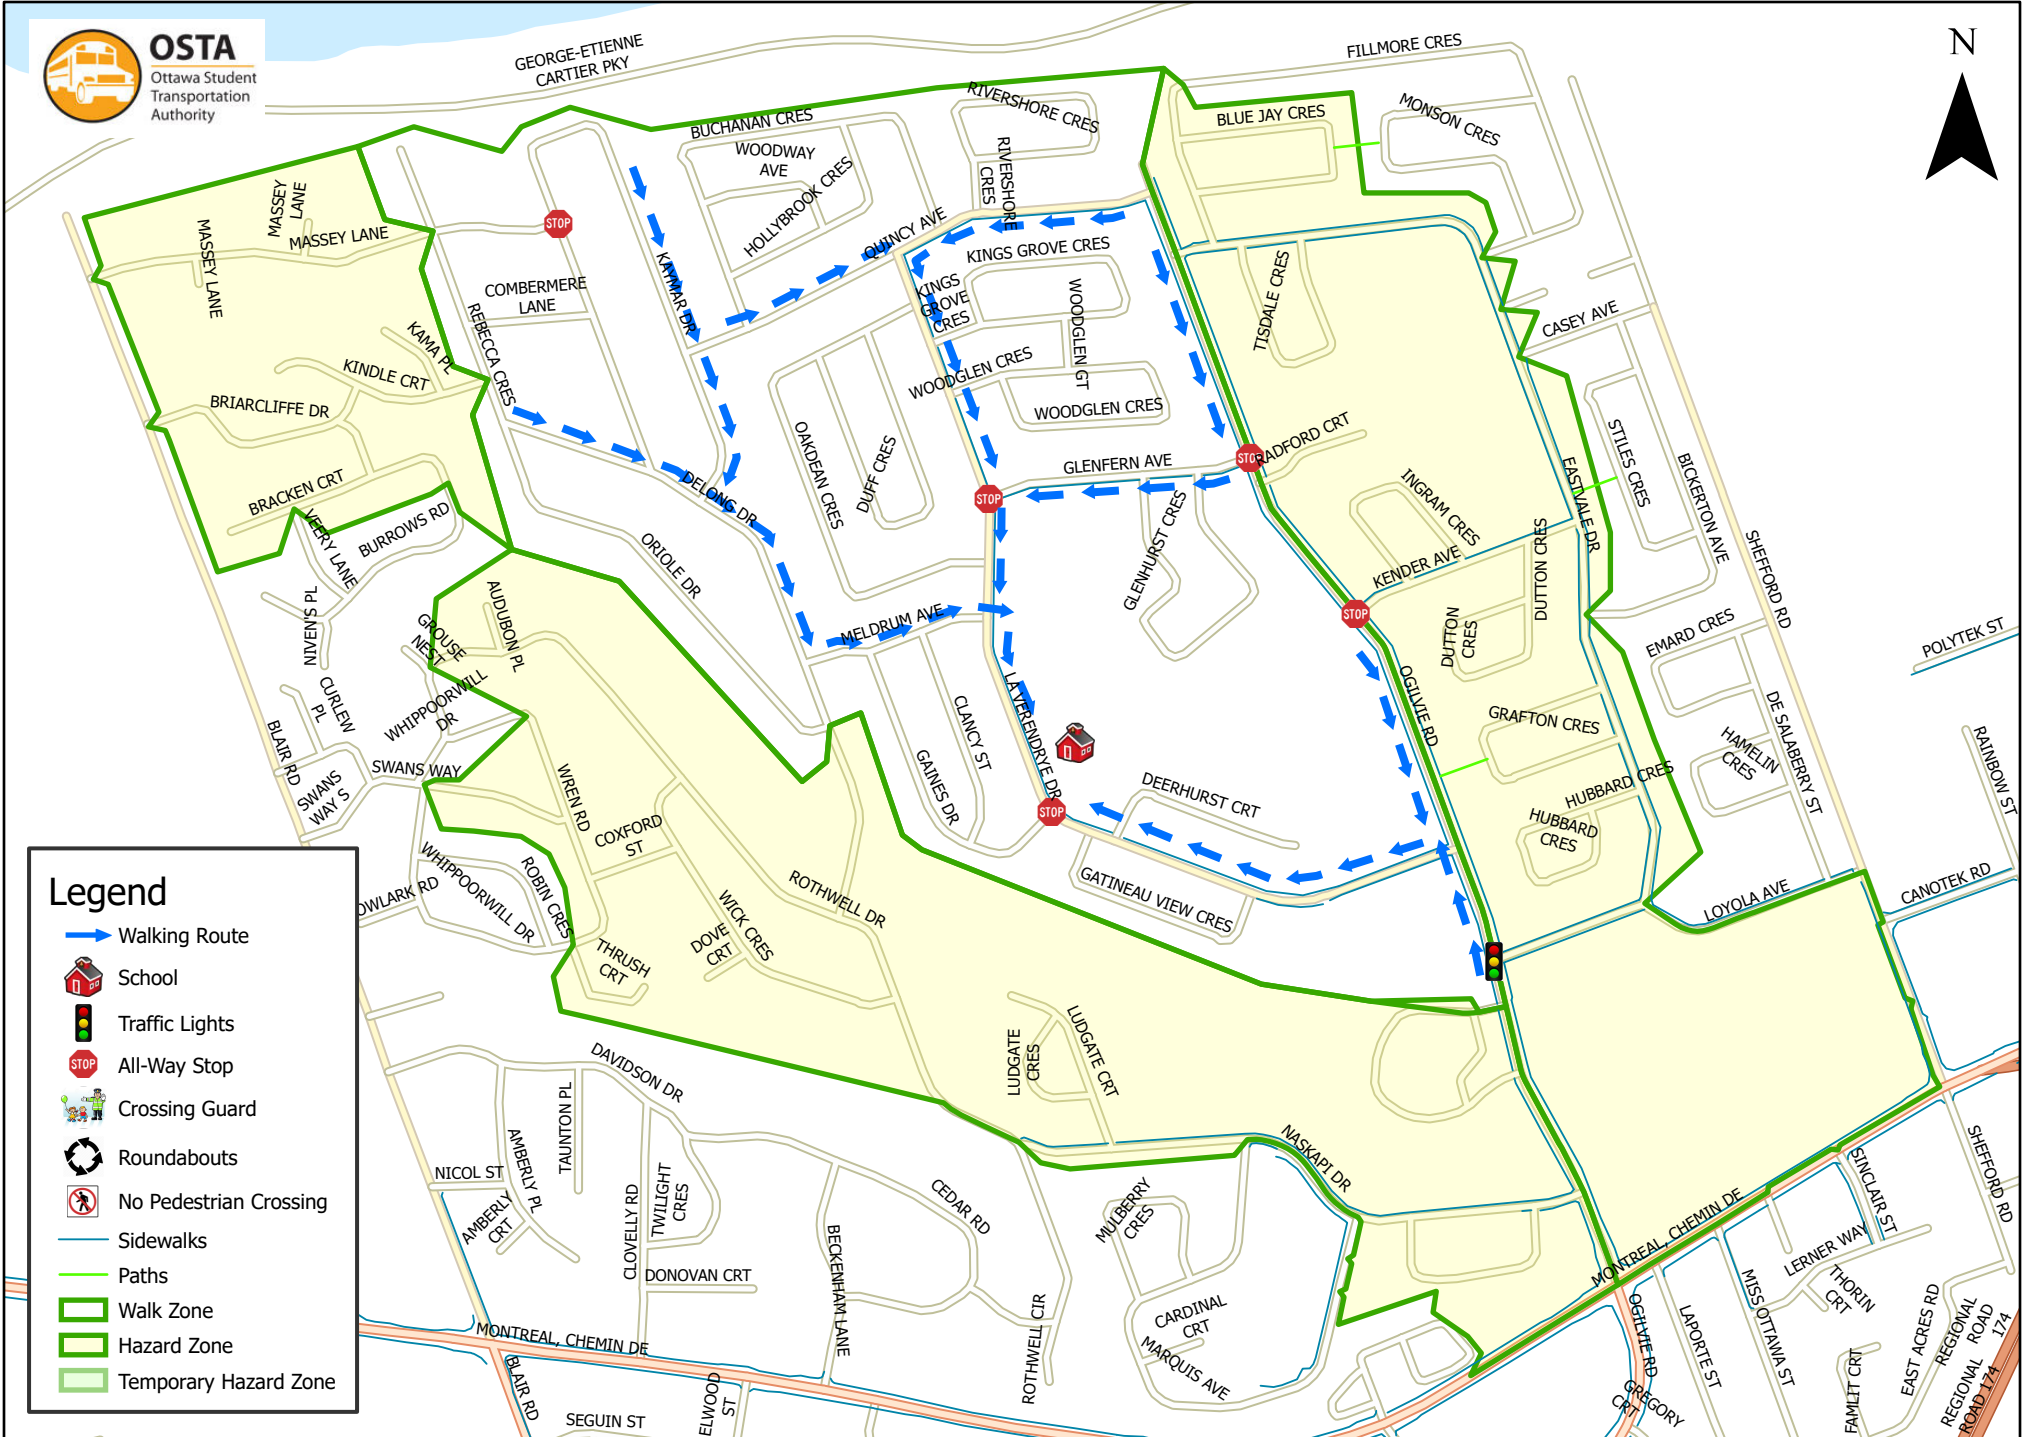 OSTA
Ottawa Student
Transportation
Authority
N
GEORGE-ETIENNE
CARTIER PKY
FILLMORE CRES
MONSON CRES
BLUE JAY CRES
RIVERSHORE CRES
RIVERSHORE
CRES
BUCHANAN CRES
WOODWAY
AVE
HOLLYBROOK CRES
QUINCY AVE
KINGS GROVE CRES
KINGS
GROVE
CRES
MASSEY
LANE
MASSEY LANE
MASSEY LANE
STOP
COMBERMERE
LANE
KAYMAR DR
REBECCA CRES
KAMA PL
KINDLE CRT
BRIARCLIFFE DR
BRACKEN CRT
VEERY LANE
BURROWS RD
WOODGLEN GT
WOODGLEN CRES
WOODGLEN CRES
TISDALE CRES
CASEY AVE
STILES CRES
BICKERTON AVE
SHEFFORD RD
RADFORD CRT
STOP
GLENFERN AVE
STOP
GLENHURST CRES
OAKDEAN CRES
DUFF CRES
DELONG DR
ORIOLE DR
MELDRUM AVE
INGRAM CRES
KENDER AVE
EASTVALE DR
DUTTON CRES
DUTTON
CRES
STOP
OGILVIE RD
EMARD CRES
POLYTEK ST
DE SALABERRY ST
HAMELIN
CRES
RAINBOW ST
GRAFTON CRES
HUBBARD CRES
HUBBARD
CRES
NIVEN'S PL
CURLEW
PL
GROUSE
NEST
AUDUBON PL
WHIPPOORWILL
DR
BLAIR RD
SWANS WAY
SWANS
WAY S
WREN RD
COXFORD
ST
CLANCY ST
GAINES DR
LA VERENDRYE DR
STOP
DEERHURST CRT
GATINEAU VIEW CRES
LOYOLA AVE
CANOTEK RD
OWLARK RD
WHIPPOORWILL DR
ROBIN CRES
THRUSH
CRT
DOVE
CRT
WICK CRES
ROTHWELL DR
LUDGATE
CRES
LUDGATE CRT
NASKAPI DR
DAVIDSON DR
TAUNTON PL
AMBERLY PL
NICOL ST
AMBERLY
CRT
CLOVELLY RD
TWILIGHT
CRES
DONOVAN CRT
CEDAR RD
BECKENHAM LANE
ROTHWELL CIR
MULBERRY
CRES
CARDINAL
CRT
MARQUIS AVE
MONTREAL, CHEMIN DE
MONTREAL, CHEMIN DE
BLAIR RD
SEGUIN ST
ELWOOD
ST
OGILVIE RD
GREGORY
CRT
LAPORTE ST
MISS OTTAWA ST
LERNER WAY
THORIN
CRT
SINCLAIR ST
SHEFFORD RD
FAMLIT CRT
EAST ACRES RD
REGIONAL
ROAD
174
REGIONAL
ROAD 174
Legend
Walking Route
School
Traffic Lights
STOP
All-Way Stop
Crossing Guard
Roundabouts
No Pedestrian Crossing
Sidewalks
Paths
Walk Zone
Hazard Zone
Temporary Hazard Zone